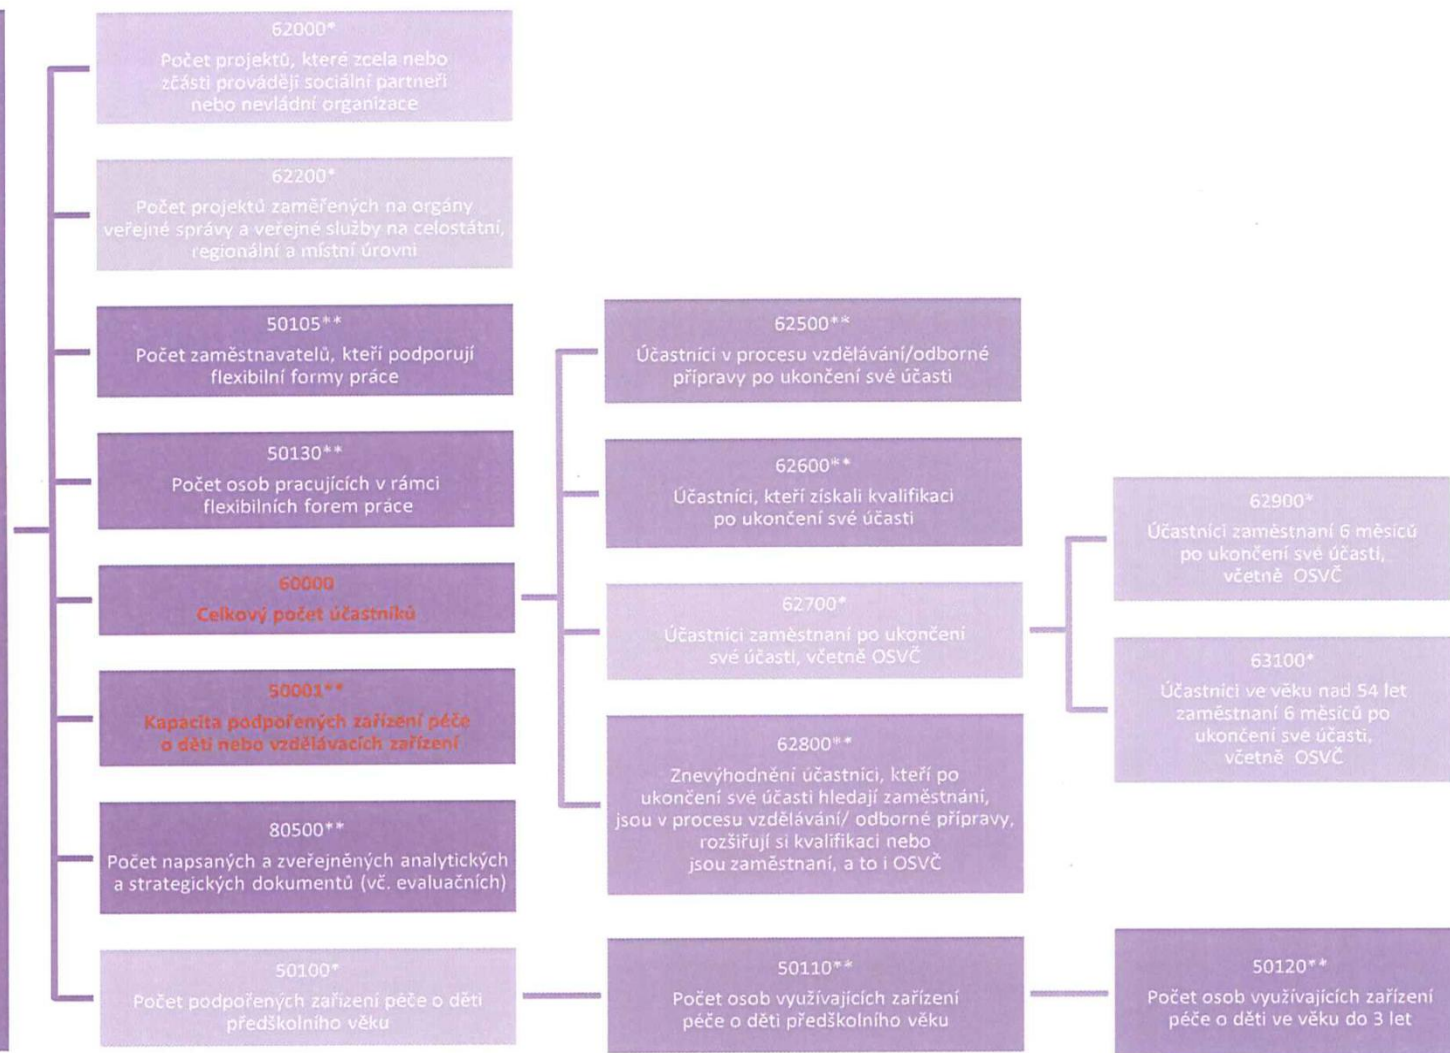 62000*
Počet projektů, které zcela nebo
zčásti provádějí sociální partneři
nebo nevládní organizace
62200*
Počet projektů zaměřených na orgány
veřejné správy a veřejné služby na celostátní,
regionální a místní úrovni
50105**
Počet zaměstnavatelů, kteří podporují
flexibilní formy práce
50130**
Počet osob pracujících v rámci
flexibilních forem práce
60000
Celkový počet účastníků
50001**
Kapacita podpořených zařízení péče
o děti nebo vzdělávacích zařízení
80500**
Počet napsaných a zveřejněných analytických
a strategických dokumentů (vč. evaluačních)
50100*
Počet podpořených zařízení péče o děti
předškolního věku
62500**
Účastníci v procesu vzdělávání/odborné
přípravy po ukončení své účasti
62600**
Účastníci, kteří získali kvalifikaci
po ukončení své účasti
62700*
Účastníci zaměstnaní po ukončení
své účasti, včetně OSVČ
62800**
Znevýhodnění účastníci, kteří po
ukončení své účasti hledají zaměstnání,
jsou v procesu vzdělávání/ odborné přípravy,
rozšiřují si kvalifikaci nebo
jsou zaměstnaní, a to i OSVČ
50110**
Počet osob využívajících zařízení
péče o děti předškolního věku
62900*
Účastníci zaměstnaní 6 měsíců
po ukončení své účasti,
včetně OSVČ
63100*
Účastníci ve věku nad 54 let
zaměstnaní 6 měsíců po
ukončení své účasti,
včetně OSVČ
50120**
Počet osob využívajících zařízení
péče o děti ve věku do 3 let